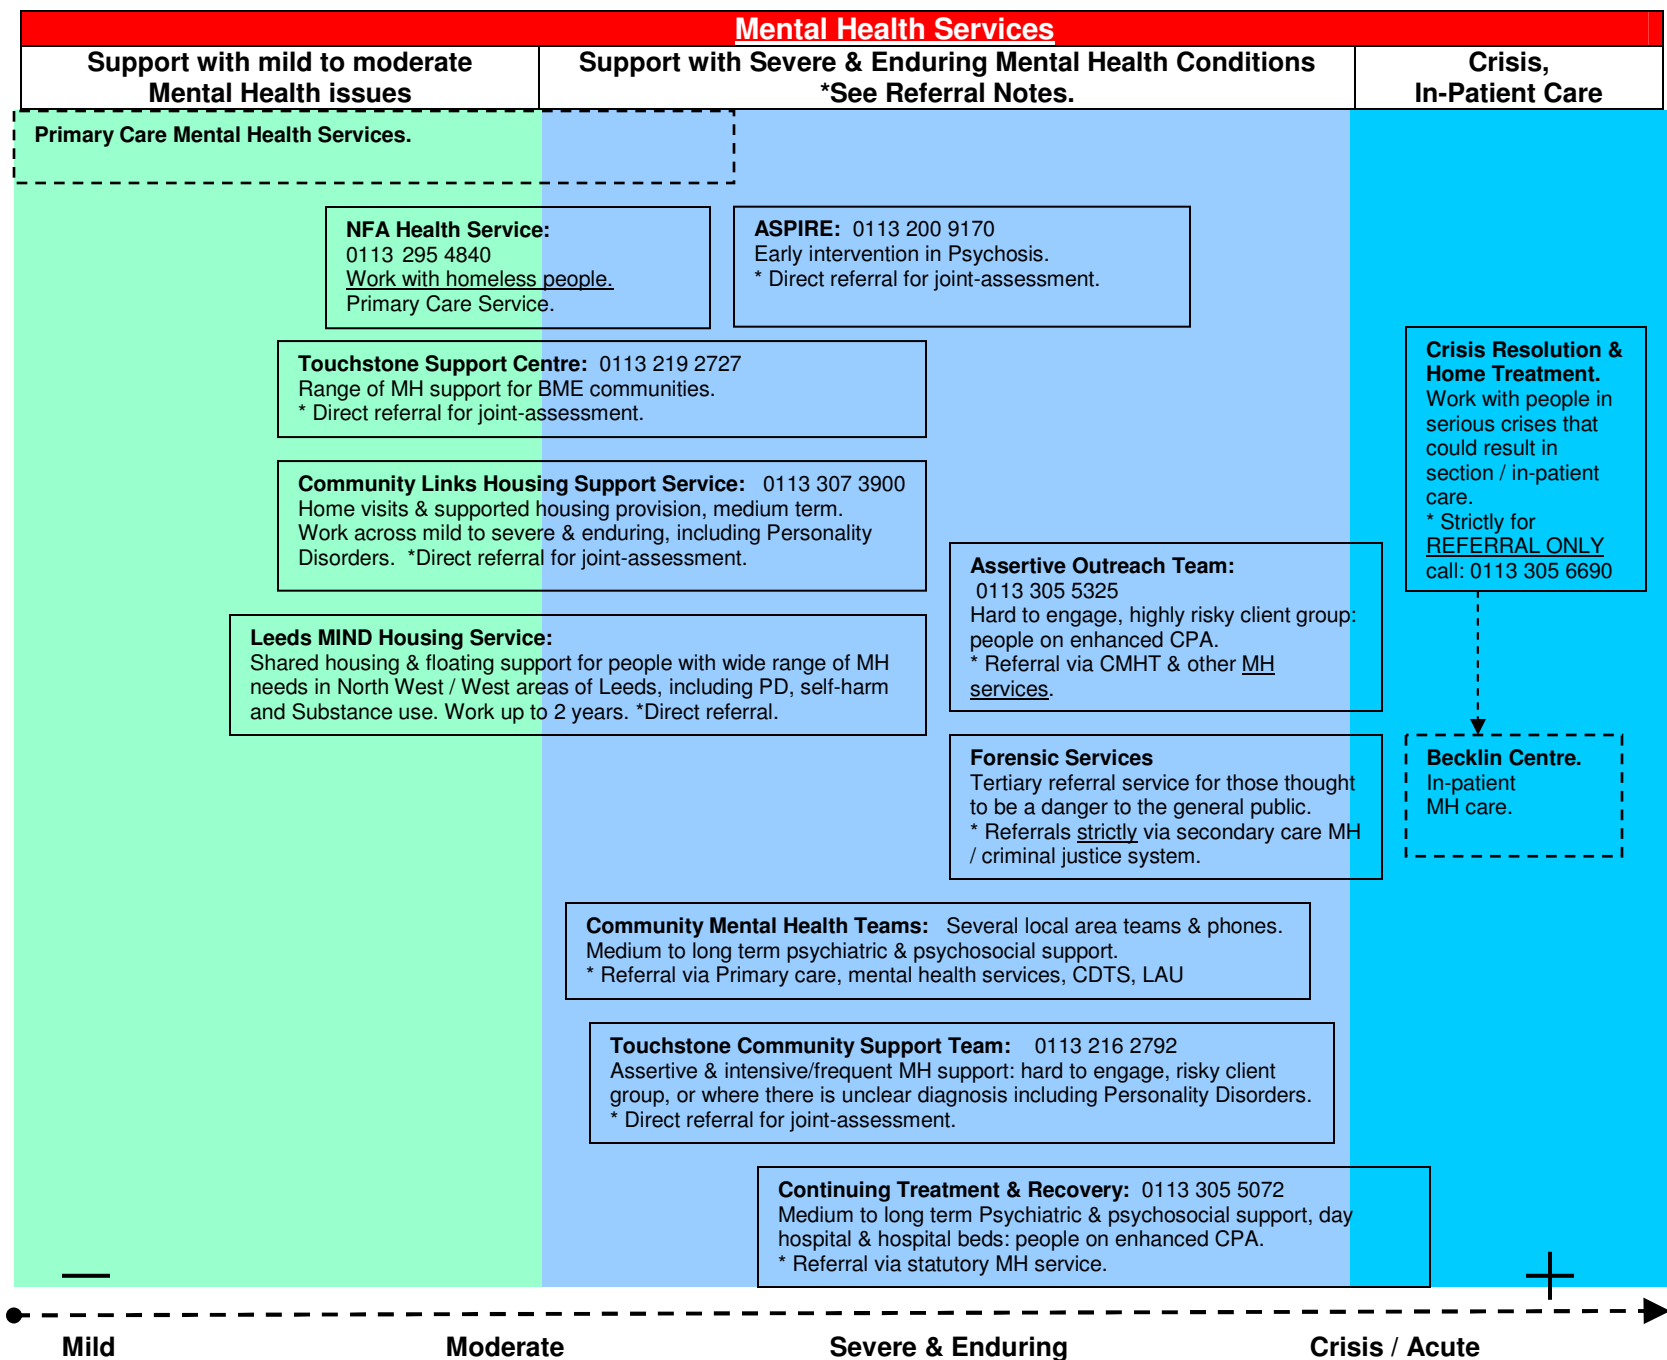 Mental Health Services
Support with mild to moderate
Mental Health issues
Support with Severe & Enduring Mental Health Conditions
*See Referral Notes.
Crisis,
In-Patient Care
Primary Care Mental Health Services.
NFA Health Service:
0113 295 4840
Work with homeless people.
Primary Care Service.
ASPIRE: 0113 200 9170
Early intervention in Psychosis.
* Direct referral for joint-assessment.
Touchstone Support Centre: 0113 219 2727
Range of MH support for BME communities.
* Direct referral for joint-assessment.
Crisis Resolution &
Home Treatment.
Work with people in
serious crises that
could result in
section / in-patient
care.
* Strictly for
REFERRAL ONLY
call: 0113 305 6690
Community Links Housing Support Service: 0113 307 3900
Home visits & supported housing provision, medium term.
Work across mild to severe & enduring, including Personality
Disorders. *Direct referral for joint-assessment.
Assertive Outreach Team:
0113 305 5325
Hard to engage, highly risky client group:
people on enhanced CPA.
* Referral via CMHT & other MH
services.
Leeds MIND Housing Service:
Shared housing & floating support for people with wide range of MH
needs in North West / West areas of Leeds, including PD, self-harm
and Substance use. Work up to 2 years. *Direct referral.
Forensic Services
Tertiary referral service for those thought
to be a danger to the general public.
* Referrals strictly via secondary care MH
/ criminal justice system.
Becklin Centre.
In-patient
MH care.
Community Mental Health Teams: Several local area teams & phones.
Medium to long term psychiatric & psychosocial support.
* Referral via Primary care, mental health services, CDTS, LAU
Touchstone Community Support Team: 0113 216 2792
Assertive & intensive/frequent MH support: hard to engage, risky client
group, or where there is unclear diagnosis including Personality Disorders.
* Direct referral for joint-assessment.
Continuing Treatment & Recovery: 0113 305 5072
Medium to long term Psychiatric & psychosocial support, day
hospital & hospital beds: people on enhanced CPA.
* Referral via statutory MH service.
Mild
Moderate
Severe & Enduring
Crisis / Acute